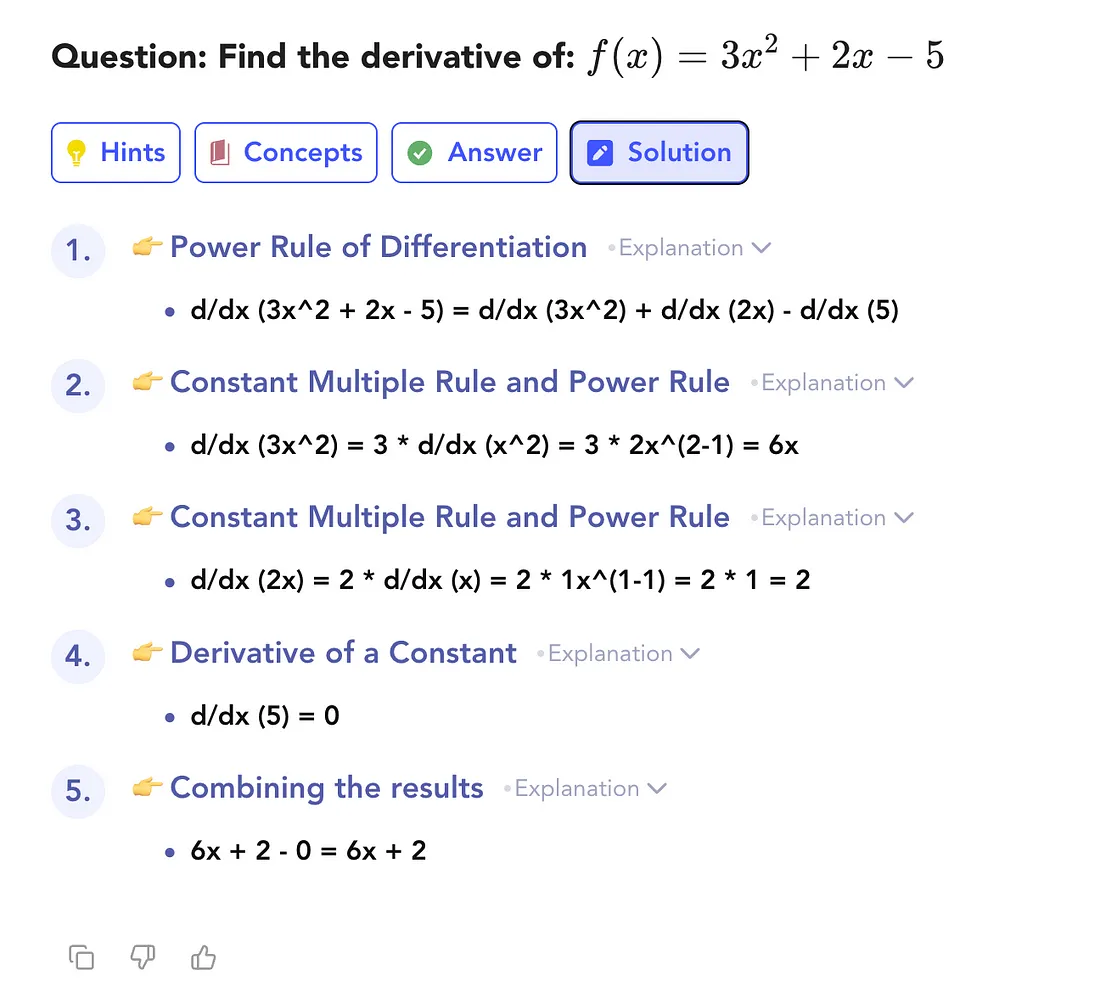 Question: Find the derivative of: f(x) = 3x² + 2x − 5
Hints Concepts Answer Solution
1. Power Rule of Differentiation • Explanation
• d/dx (3x^2 + 2x - 5) = d/dx (3x^2) + d/dx (2x) - d/dx (5)
2. Constant Multiple Rule and Power Rule • Explanation
• d/dx (3x^2) = 3 * d/dx (x^2) = 3 * 2x^(2-1) = 6x
3. Constant Multiple Rule and Power Rule • Explanation
• d/dx (2x) = 2 * d/dx (x) = 2 * 1x^(1-1) = 2 * 1 = 2
4. Derivative of a Constant • Explanation
• d/dx (5) = 0
5. Combining the results • Explanation
• 6x + 2 - 0 = 6x + 2